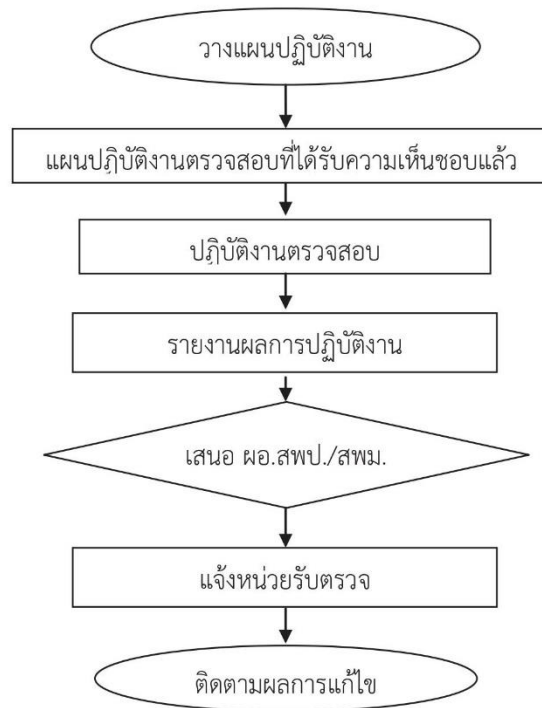 วางแผนปฏิบัติงาน
แผนปฏิบัติงานตรวจสอบที่ได้รับความเห็นชอบแล้ว
ปฏิบัติงานตรวจสอบ
รายงานผลการปฏิบัติงาน
เสนอ ผอ.สพป./สพม.
แจ้งหน่วยรับตรวจ
ติดตามผลการแก้ไข